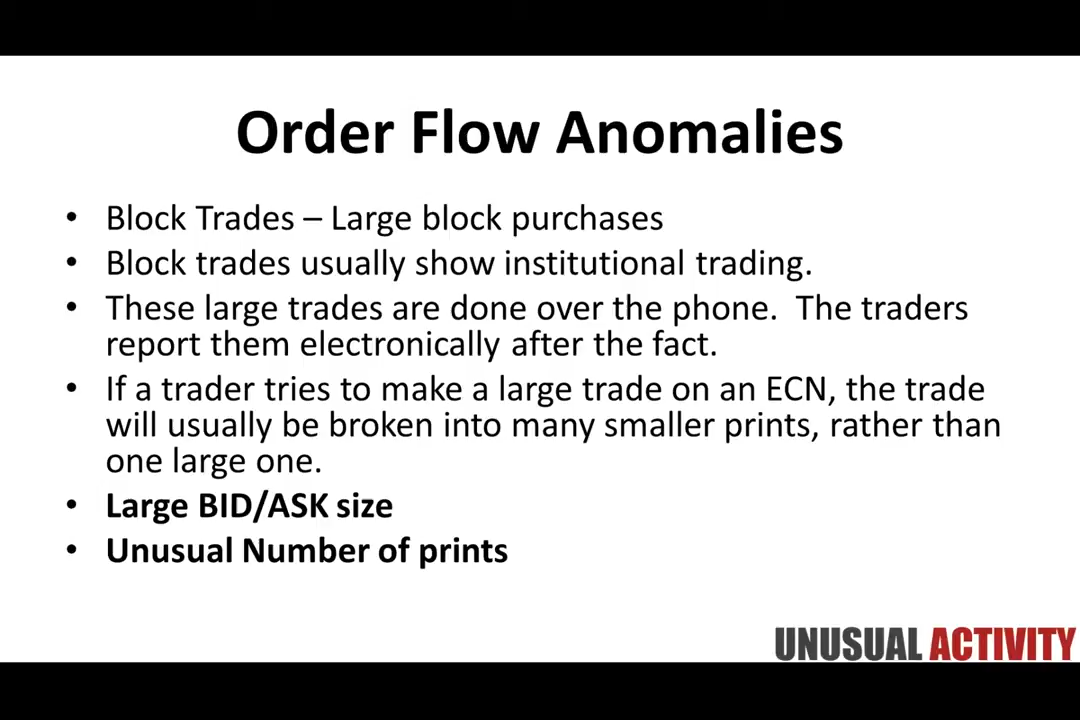 Order Flow Anomalies
• Block Trades – Large block purchases
• Block trades usually show institutional trading.
• These large trades are done over the phone.  The traders
report them electronically after the fact.
• If a trader tries to make a large trade on an ECN, the trade
will usually be broken into many smaller prints, rather than
one large one.
• Large BID/ASK size
• Unusual Number of prints
UNUSUAL ACTIVITY